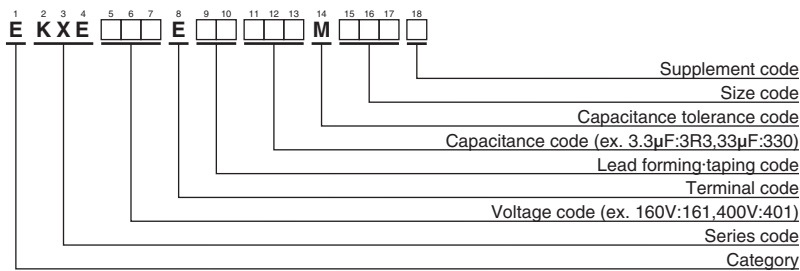 1 2 3 4 5 6 7 8 9 10 11 12 13 14 15 16 17 18
E KXE E M
Supplement code
Size code
Capacitance tolerance code
Capacitance code (ex. 3.3µF:3R3,33µF:330)
Lead forming·taping code
Terminal code
Voltage code (ex. 160V:161,400V:401)
Series code
Category